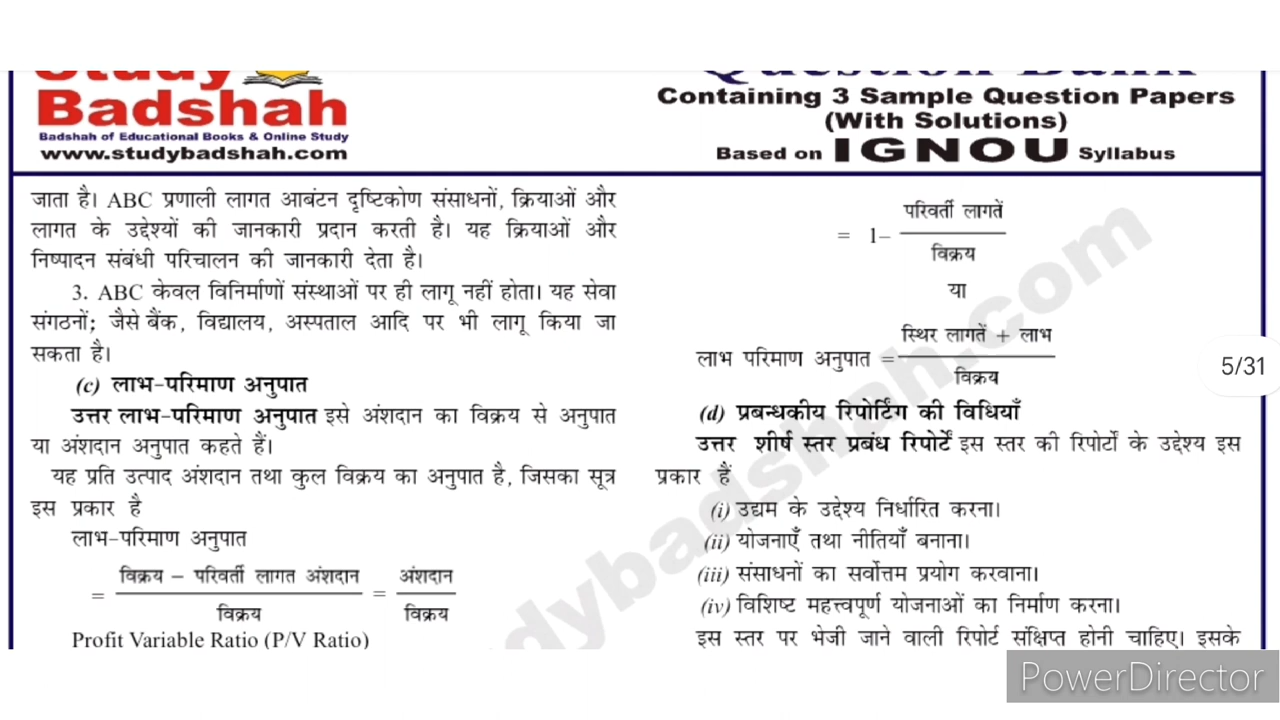 Study
Badshah
Badshah of Educational Books & Online Study
www.studybadshah.com
Question Bank
Containing 3 Sample Question Papers
(With Solutions)
Based on IGNOU Syllabus
जाता है। ABC प्रणाली लागत आबंटन दृष्टिकोण संसाधनों, क्रियाओं और
लागत के उद्देश्यों की जानकारी प्रदान करती है। यह क्रियाओं और
निष्पादन संबंधी परिचालन की जानकारी देता है।
3. ABC केवल विनिर्माणों संस्थाओं पर ही लागू नहीं होता। यह सेवा
संगठनों; जैसे बैंक, विद्यालय, अस्पताल आदि पर भी लागू किया जा
सकता है।
(c) लाभ-परिमाण अनुपात
उत्तर लाभ-परिमाण अनुपात इसे अंशदान का विक्रय से अनुपात
या अंशदान अनुपात कहते हैं।
यह प्रति उत्पाद अंशदान तथा कुल विक्रय का अनुपात है, जिसका सूत्र
इस प्रकार है
लाभ-परिमाण अनुपात
विक्रय – परिवर्ती लागत अंशदान अंशदान
= =
विक्रय विक्रय
Profit Variable Ratio (P/V Ratio)
परिवर्ती लागतें
= 1–
विक्रय
या
स्थिर लागतें + लाभ
लाभ परिमाण अनुपात =
विक्रय
(d) प्रबन्धकीय रिपोर्टिंग की विधियाँ
उत्तर शीर्ष स्तर प्रबंध रिपोर्टें इस स्तर की रिपोर्टों के उद्देश्य इस
प्रकार हैं
(i) उद्यम के उद्देश्य निर्धारित करना।
(ii) योजनाएँ तथा नीतियाँ बनाना।
(iii) संसाधनों का सर्वोत्तम प्रयोग करवाना।
(iv) विशिष्ट महत्त्वपूर्ण योजनाओं का निर्माण करना।
इस स्तर पर भेजी जाने वाली रिपोर्ट संक्षिप्त होनी चाहिए। इसके
5/31
dybadshah.com
PowerDirector